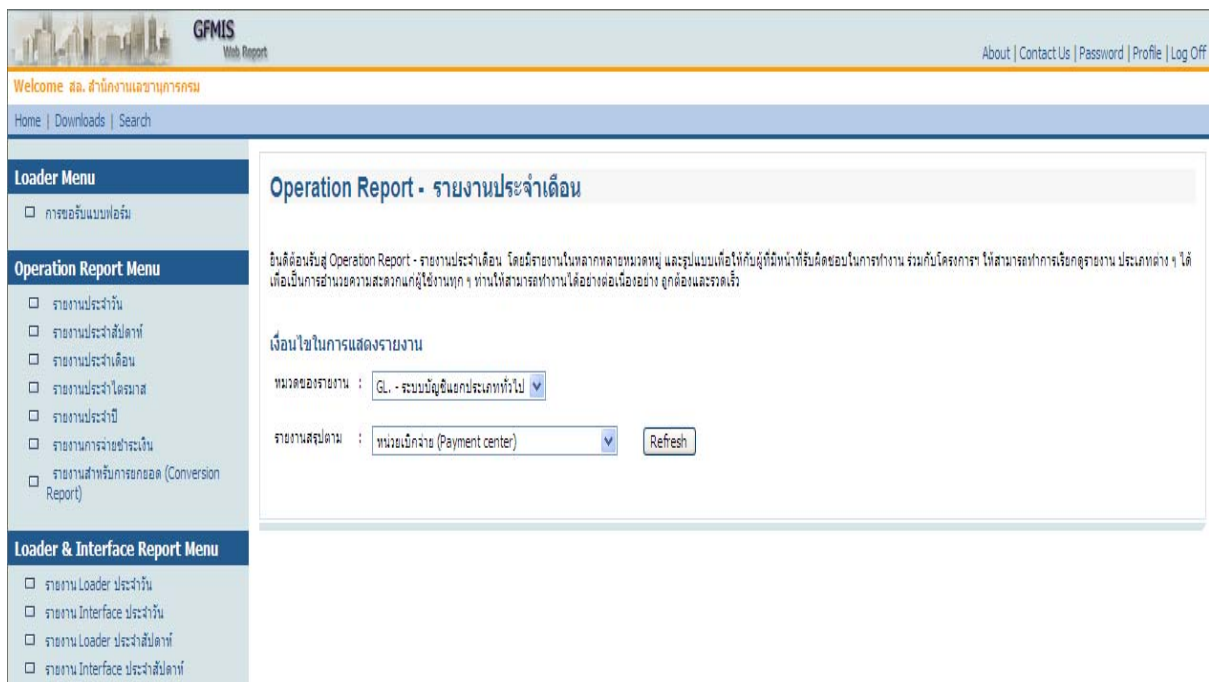 GFMIS
Web Report
About | Contact Us | Password | Profile | Log Off
Welcome สล. สำนักงานเลขานุการกรม
Home | Downloads | Search
Loader Menu
การขอรับแบบฟอร์ม
Operation Report Menu
รายงานประจำวัน
รายงานประจำสัปดาห์
รายงานประจำเดือน
รายงานประจำไตรมาส
รายงานประจำปี
รายงานการจ่ายชำระเงิน
รายงานสำหรับการยกยอด (Conversion
Report)
Loader & Interface Report Menu
รายงาน Loader ประจำวัน
รายงาน Interface ประจำวัน
รายงาน Loader ประจำสัปดาห์
รายงาน Interface ประจำสัปดาห์
Operation Report - รายงานประจำเดือน
ยินดีต้อนรับสู่ Operation Report - รายงานประจำเดือน โดยมีรายงานในหลากหลายหมวดหมู่ และรูปแบบเพื่อให้กับผู้ที่มีหน้าที่รับผิดชอบในการทำงาน ร่วมกับโครงการฯ ให้สามารถทำการเรียกดูรายงาน ประเภทต่าง ๆ ได้
เพื่อเป็นการอำนวยความสะดวกแก่ผู้ใช้งานทุก ๆ ท่านให้สามารถทำงานได้อย่างต่อเนื่องอย่าง ถูกต้องและรวดเร็ว
เงื่อนไขในการแสดงรายงาน
หมวดของรายงาน : GL. - ระบบบัญชีแยกประเภททั่วไป
รายงานสรุปตาม : หน่วยเบิกจ่าย (Payment center) Refresh